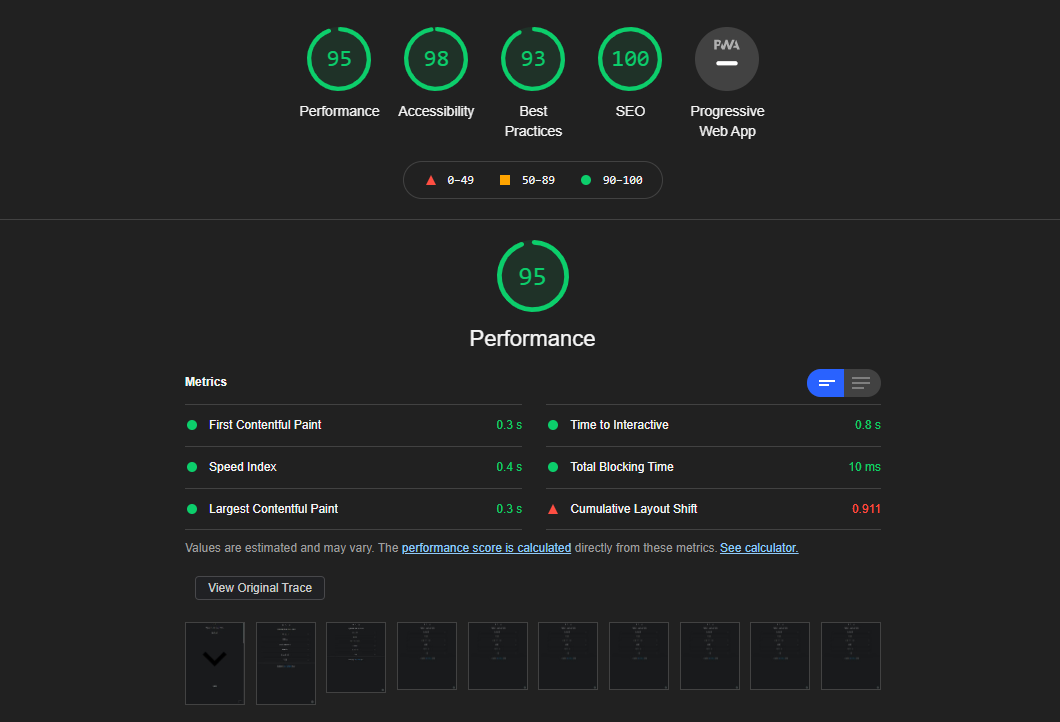 95 98 93 100 PWA
Performance Accessibility Best Practices SEO Progressive Web App
0–49 50–89 90–100
95
Performance
Metrics
First Contentful Paint 0.3 s Time to Interactive 0.8 s
Speed Index 0.4 s Total Blocking Time 10 ms
Largest Contentful Paint 0.3 s Cumulative Layout Shift 0.911
Values are estimated and may vary. The performance score is calculated directly from these metrics. See calculator.
View Original Trace